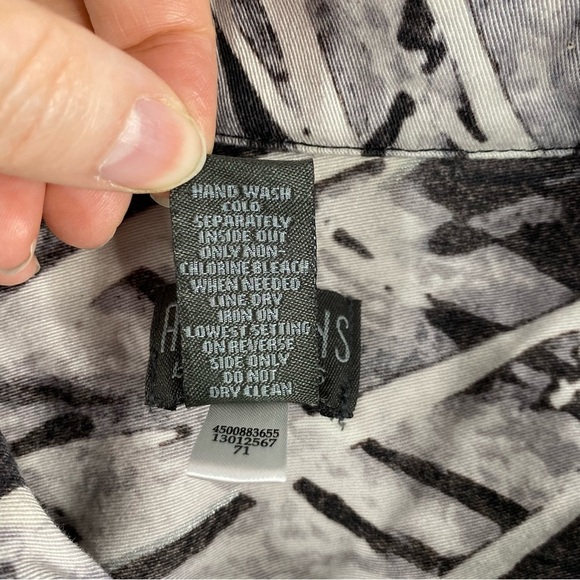 HAND WASH
COLD
SEPARATELY
INSIDE OUT
ONLY NON-
CHLORINE BLEACH
WHEN NEEDED
LINE DRY
IRON ON
LOWEST SETTING
ON REVERSE
SIDE ONLY
DO NOT
DRY CLEAN
4500883655
13012567
71